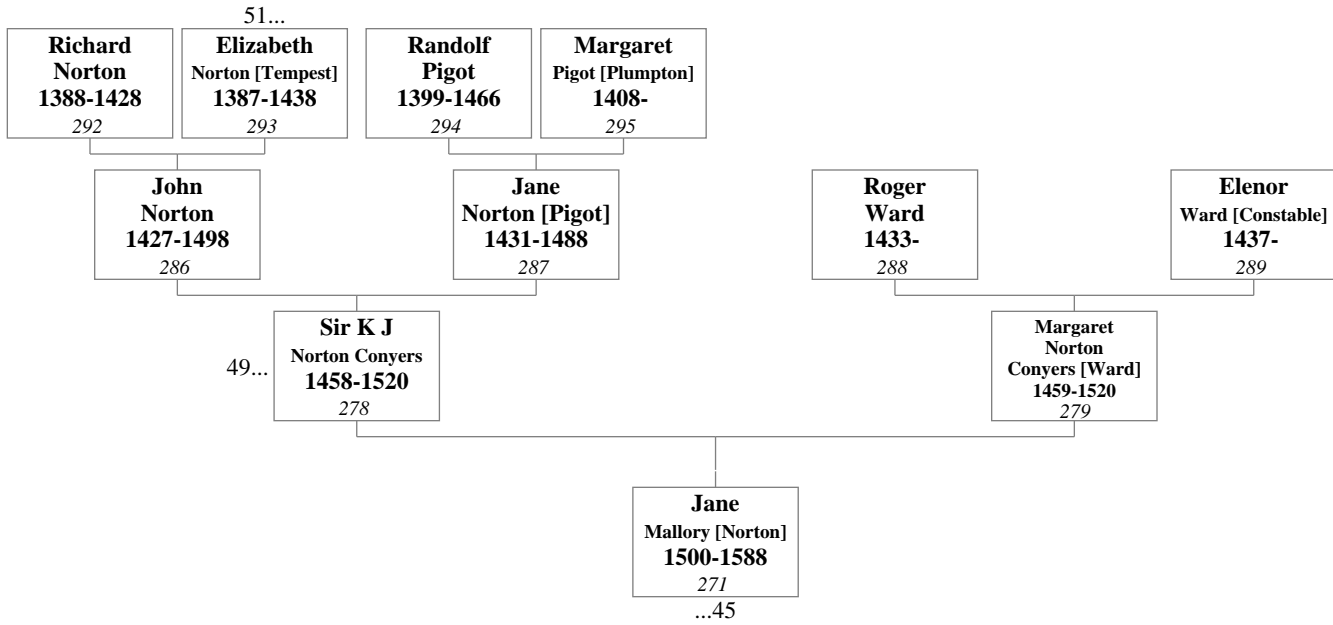 51...
Richard
Norton
1388-1428
292
Elizabeth
Norton [Tempest]
1387-1438
293
Randolf
Pigot
1399-1466
294
Margaret
Pigot [Plumpton]
1408-
295
John
Norton
1427-1498
286
Jane
Norton [Pigot]
1431-1488
287
Roger
Ward
1433-
288
Elenor
Ward [Constable]
1437-
289
49...
Sir K J
Norton Conyers
1458-1520
278
Margaret
Norton
Conyers [Ward]
1459-1520
279
Jane
Mallory [Norton]
1500-1588
271
...45